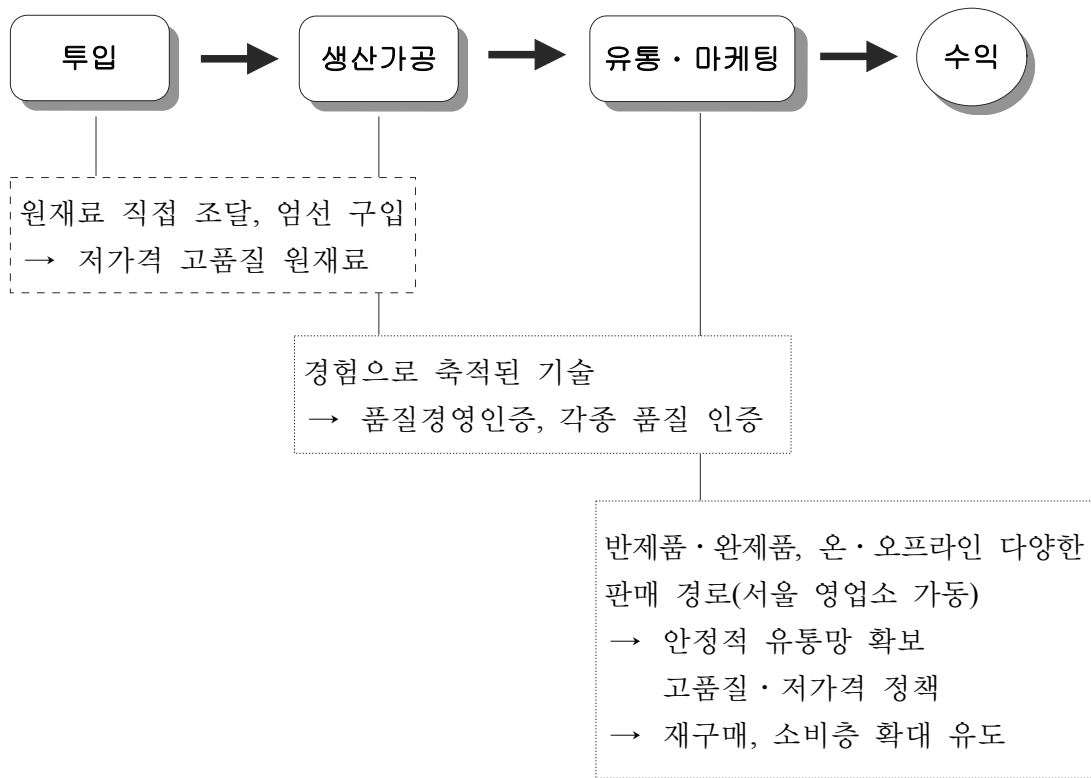 투입
생산가공
유통·마케팅
수익
원재료 직접 조달, 엄선 구입
→ 저가격 고품질 원재료
경험으로 축적된 기술
→ 품질경영인증, 각종 품질 인증
반제품·완제품, 온·오프라인 다양한
판매 경로(서울 영업소 가동)
→ 안정적 유통망 확보
고품질·저가격 정책
→ 재구매, 소비층 확대 유도